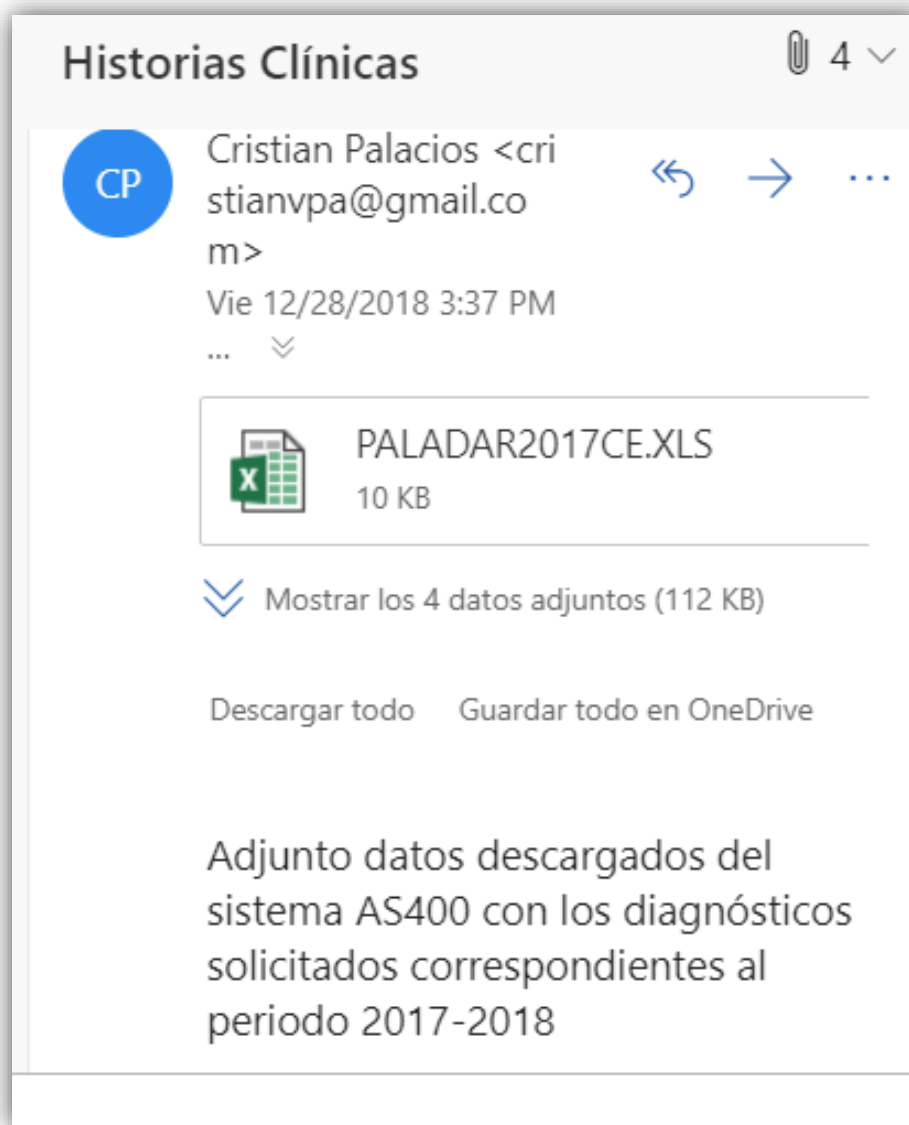 Historias Clínicas
4
CP
Cristian Palacios <cri
stianvpa@gmail.co
m>
Vie 12/28/2018 3:37 PM
...
PALADAR2017CE.XLS
10 KB
Mostrar los 4 datos adjuntos (112 KB)
Descargar todo Guardar todo en OneDrive
Adjunto datos descargados del
sistema AS400 con los diagnósticos
solicitados correspondientes al
periodo 2017-2018